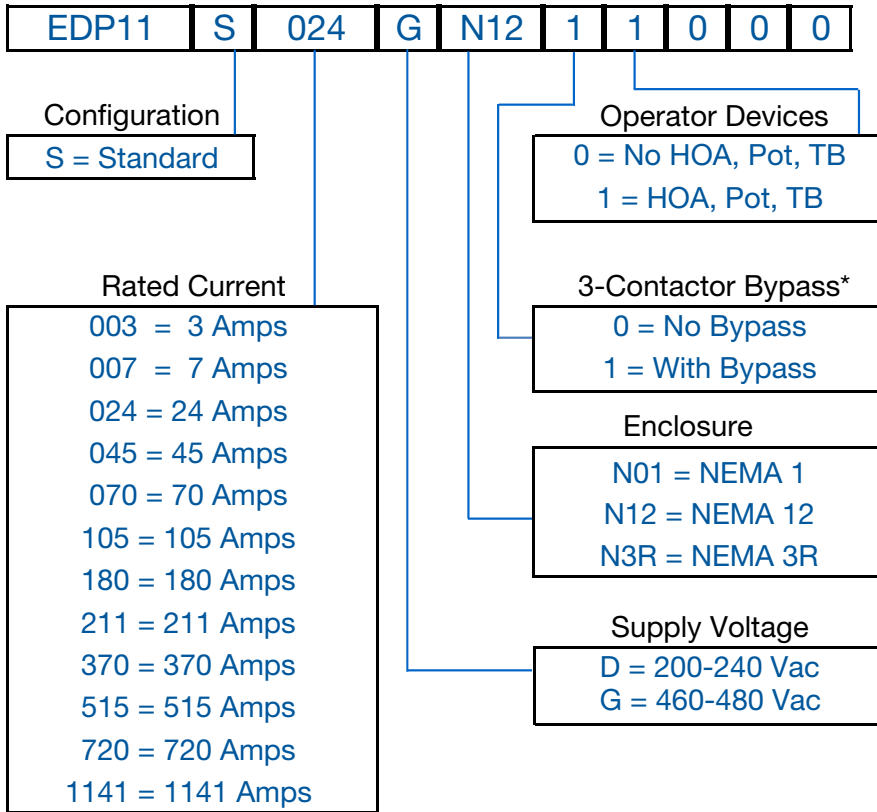 EDP11 S 024 G N12 1 1 0 0 0
Configuration
S = Standard
Operator Devices
0 = No HOA, Pot, TB
1 = HOA, Pot, TB
Rated Current
003 = 3 Amps
007 = 7 Amps
024 = 24 Amps
045 = 45 Amps
070 = 70 Amps
105 = 105 Amps
180 = 180 Amps
211 = 211 Amps
370 = 370 Amps
515 = 515 Amps
720 = 720 Amps
1141 = 1141 Amps
3-Contactor Bypass*
0 = No Bypass
1 = With Bypass
Enclosure
N01 = NEMA 1
N12 = NEMA 12
N3R = NEMA 3R
Supply Voltage
D = 200-240 Vac
G = 460-480 Vac